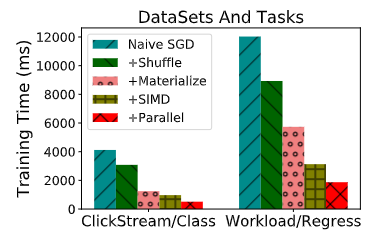 DataSets And Tasks
Training Time (ms)
12000
10000
8000
6000
4000
2000
0
Naive SGD
+Shuffle
+Materialize
+SIMD
+Parallel
ClickStream/Class Workload/Regress